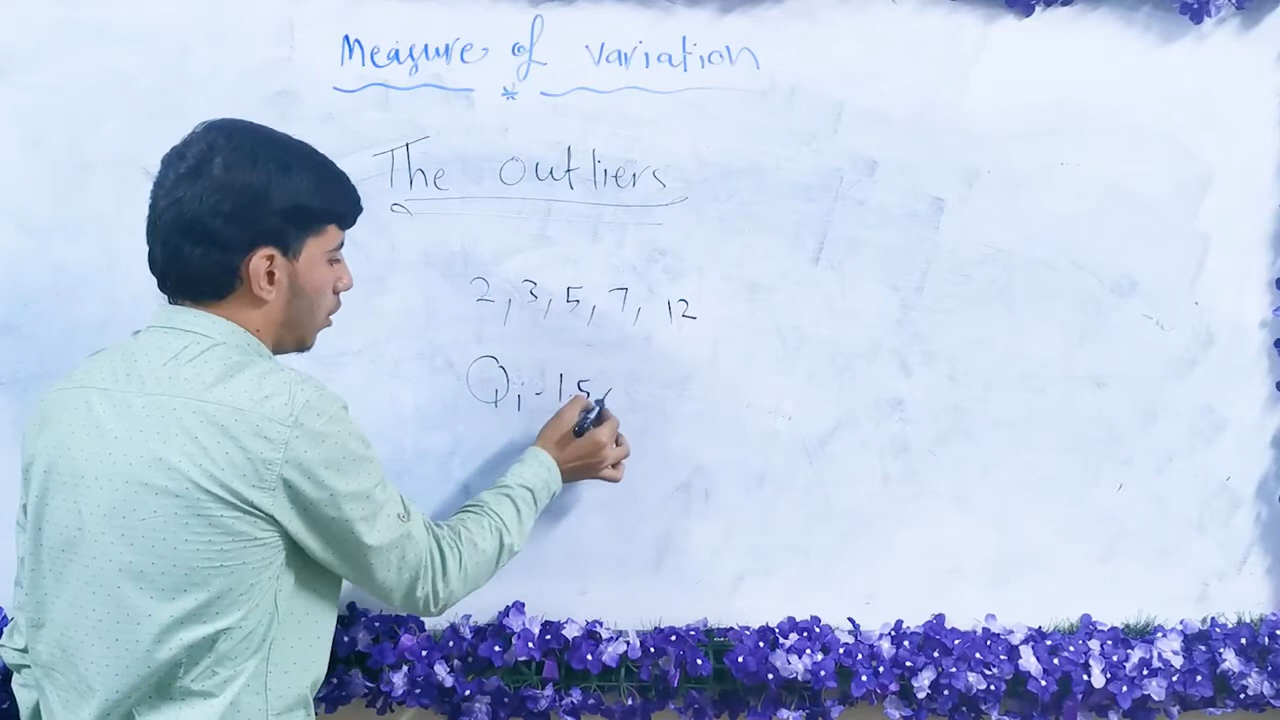 Measure of variation
The Outliers
2, 3, 5, 7, 12
Q₁ - 1.5